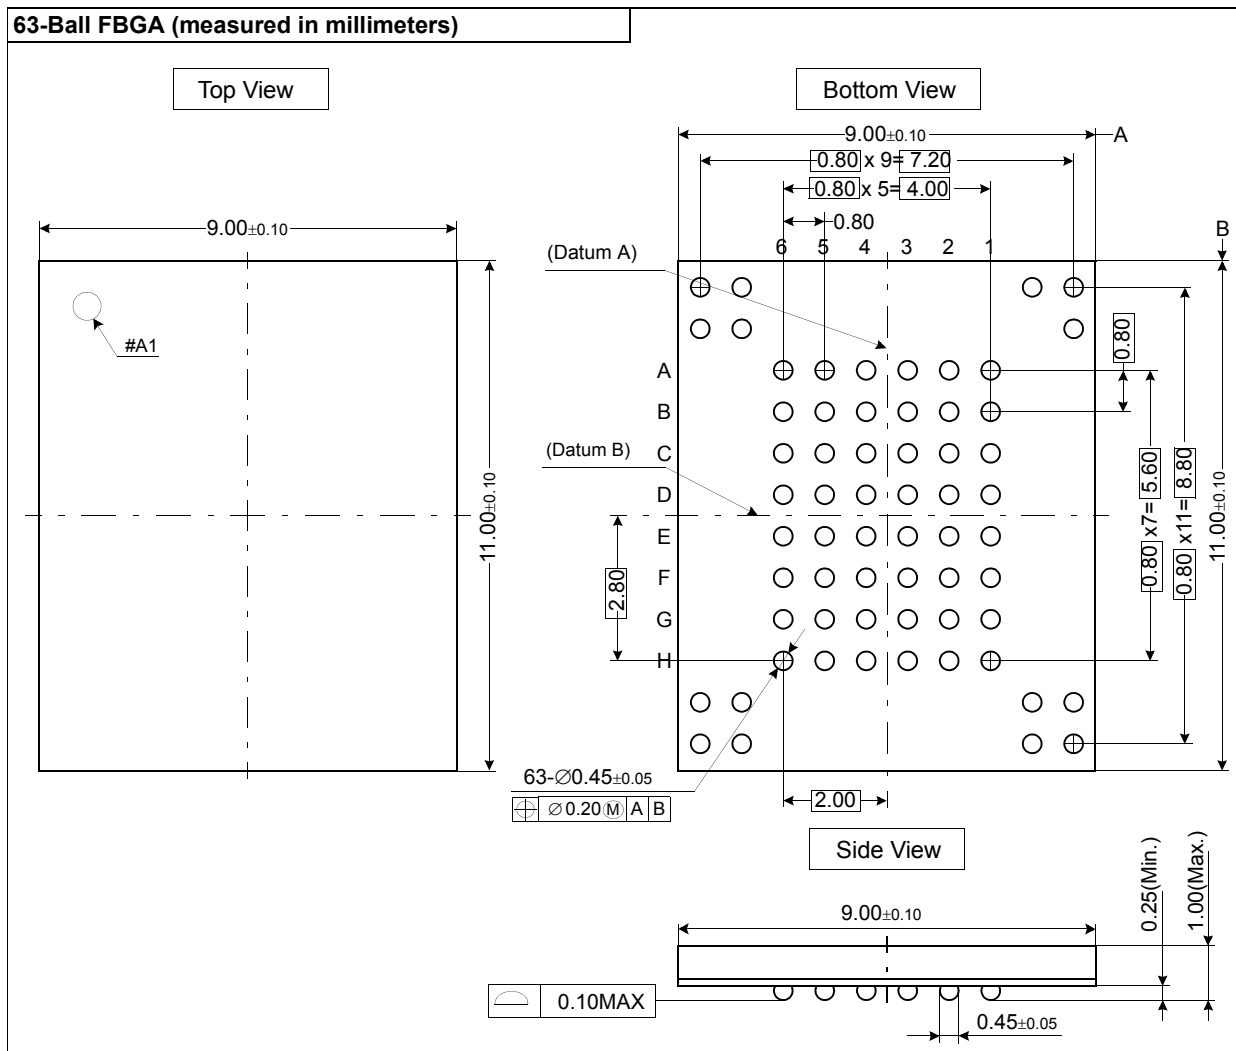 63-Ball FBGA (measured in millimeters)
Top View
Bottom View
9.00±0.10
A
0.80 x 9= 7.20
0.80 x 5= 4.00
0.80
9.00±0.10
B
6 5 4 3 2 1
(Datum A)
#A1
0.80
A
B
(Datum B)
C
D
E
F
G
H
11.00±0.10
2.80
0.80 x7= 5.60
0.80 x11= 8.80
11.00±0.10
63-∅0.45±0.05
⌖ ∅0.20 Ⓜ A B
2.00
Side View
0.25(Min.)
1.00(Max.)
9.00±0.10
0.10MAX
0.45±0.05